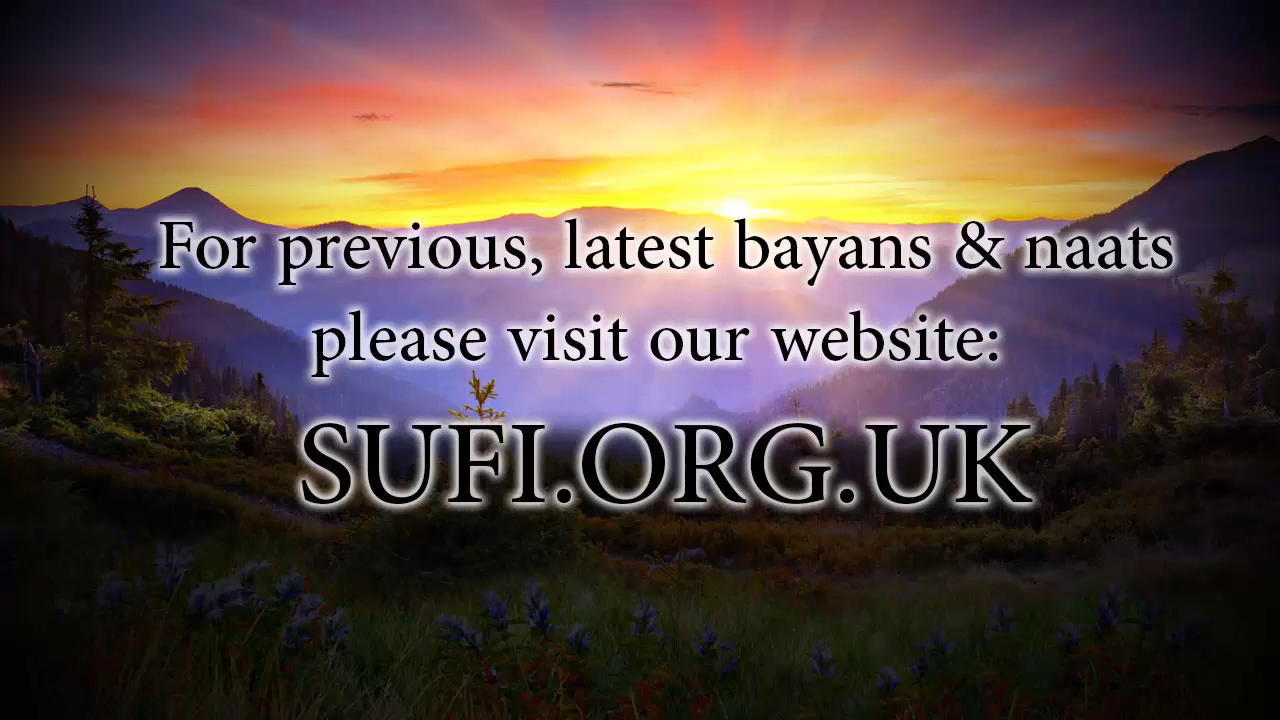 For previous, latest bayans & naats
please visit our website:
SUFI.ORG.UK